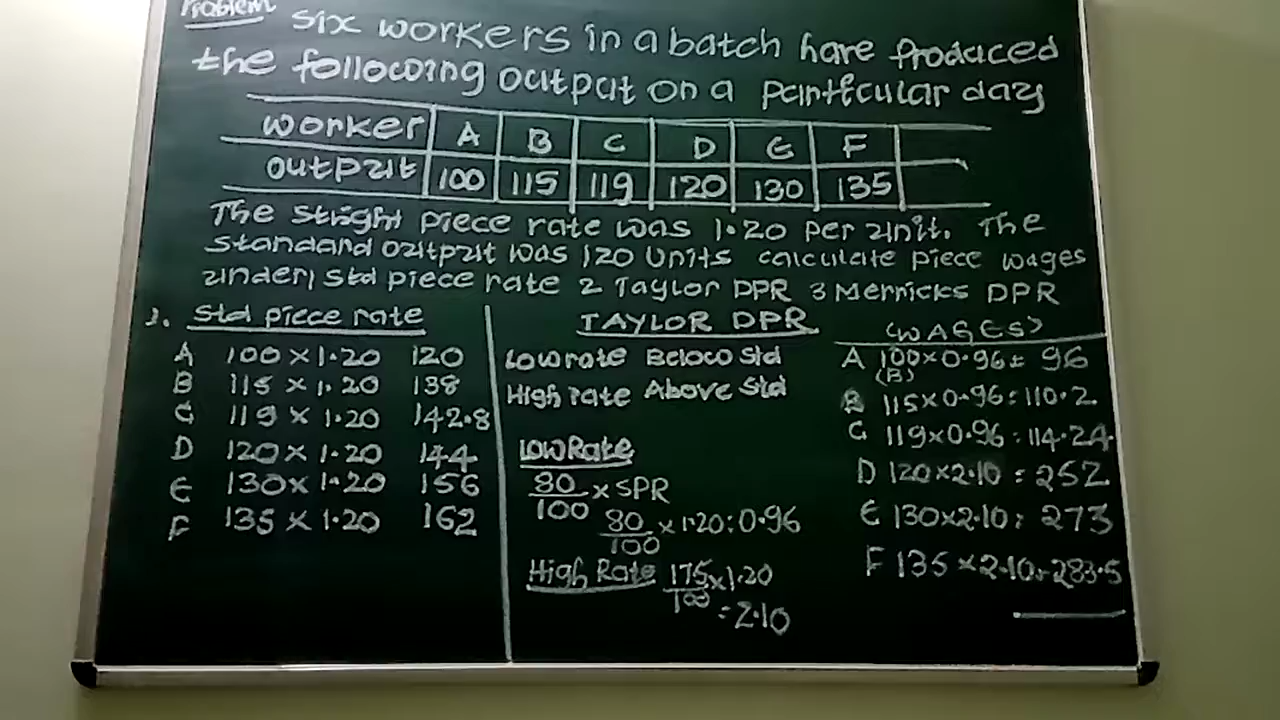 Problem six workers in a batch have produced
the following output on a particular day
worker A B C D E F
output 100 115 119 120 130 135
The stright piece rate was 1.20 per unit. The
standard output was 120 Units calculate piece wages
under 1 std piece rate 2 Taylor DPR 3 Merricks DPR
1. Std piece rate
A 100 × 1.20 120
B 115 × 1.20 138
C 119 × 1.20 142.8
D 120 × 1.20 144
E 130 × 1.20 156
F 135 × 1.20 162
TAYLOR DPR
Low rate Below std
High rate Above std
Low Rate
80/100 × SPR
80/100 × 1.20 : 0.96
High Rate 175/100 × 1.20
= 2.10
(WAGES)
A 100 × 0.96 = 96
(B)
B 115 × 0.96 : 110.2
C 119 × 0.96 : 114.24
D 120 × 2.10 : 252
E 130 × 2.10 : 273
F 135 × 2.10 : 283.5